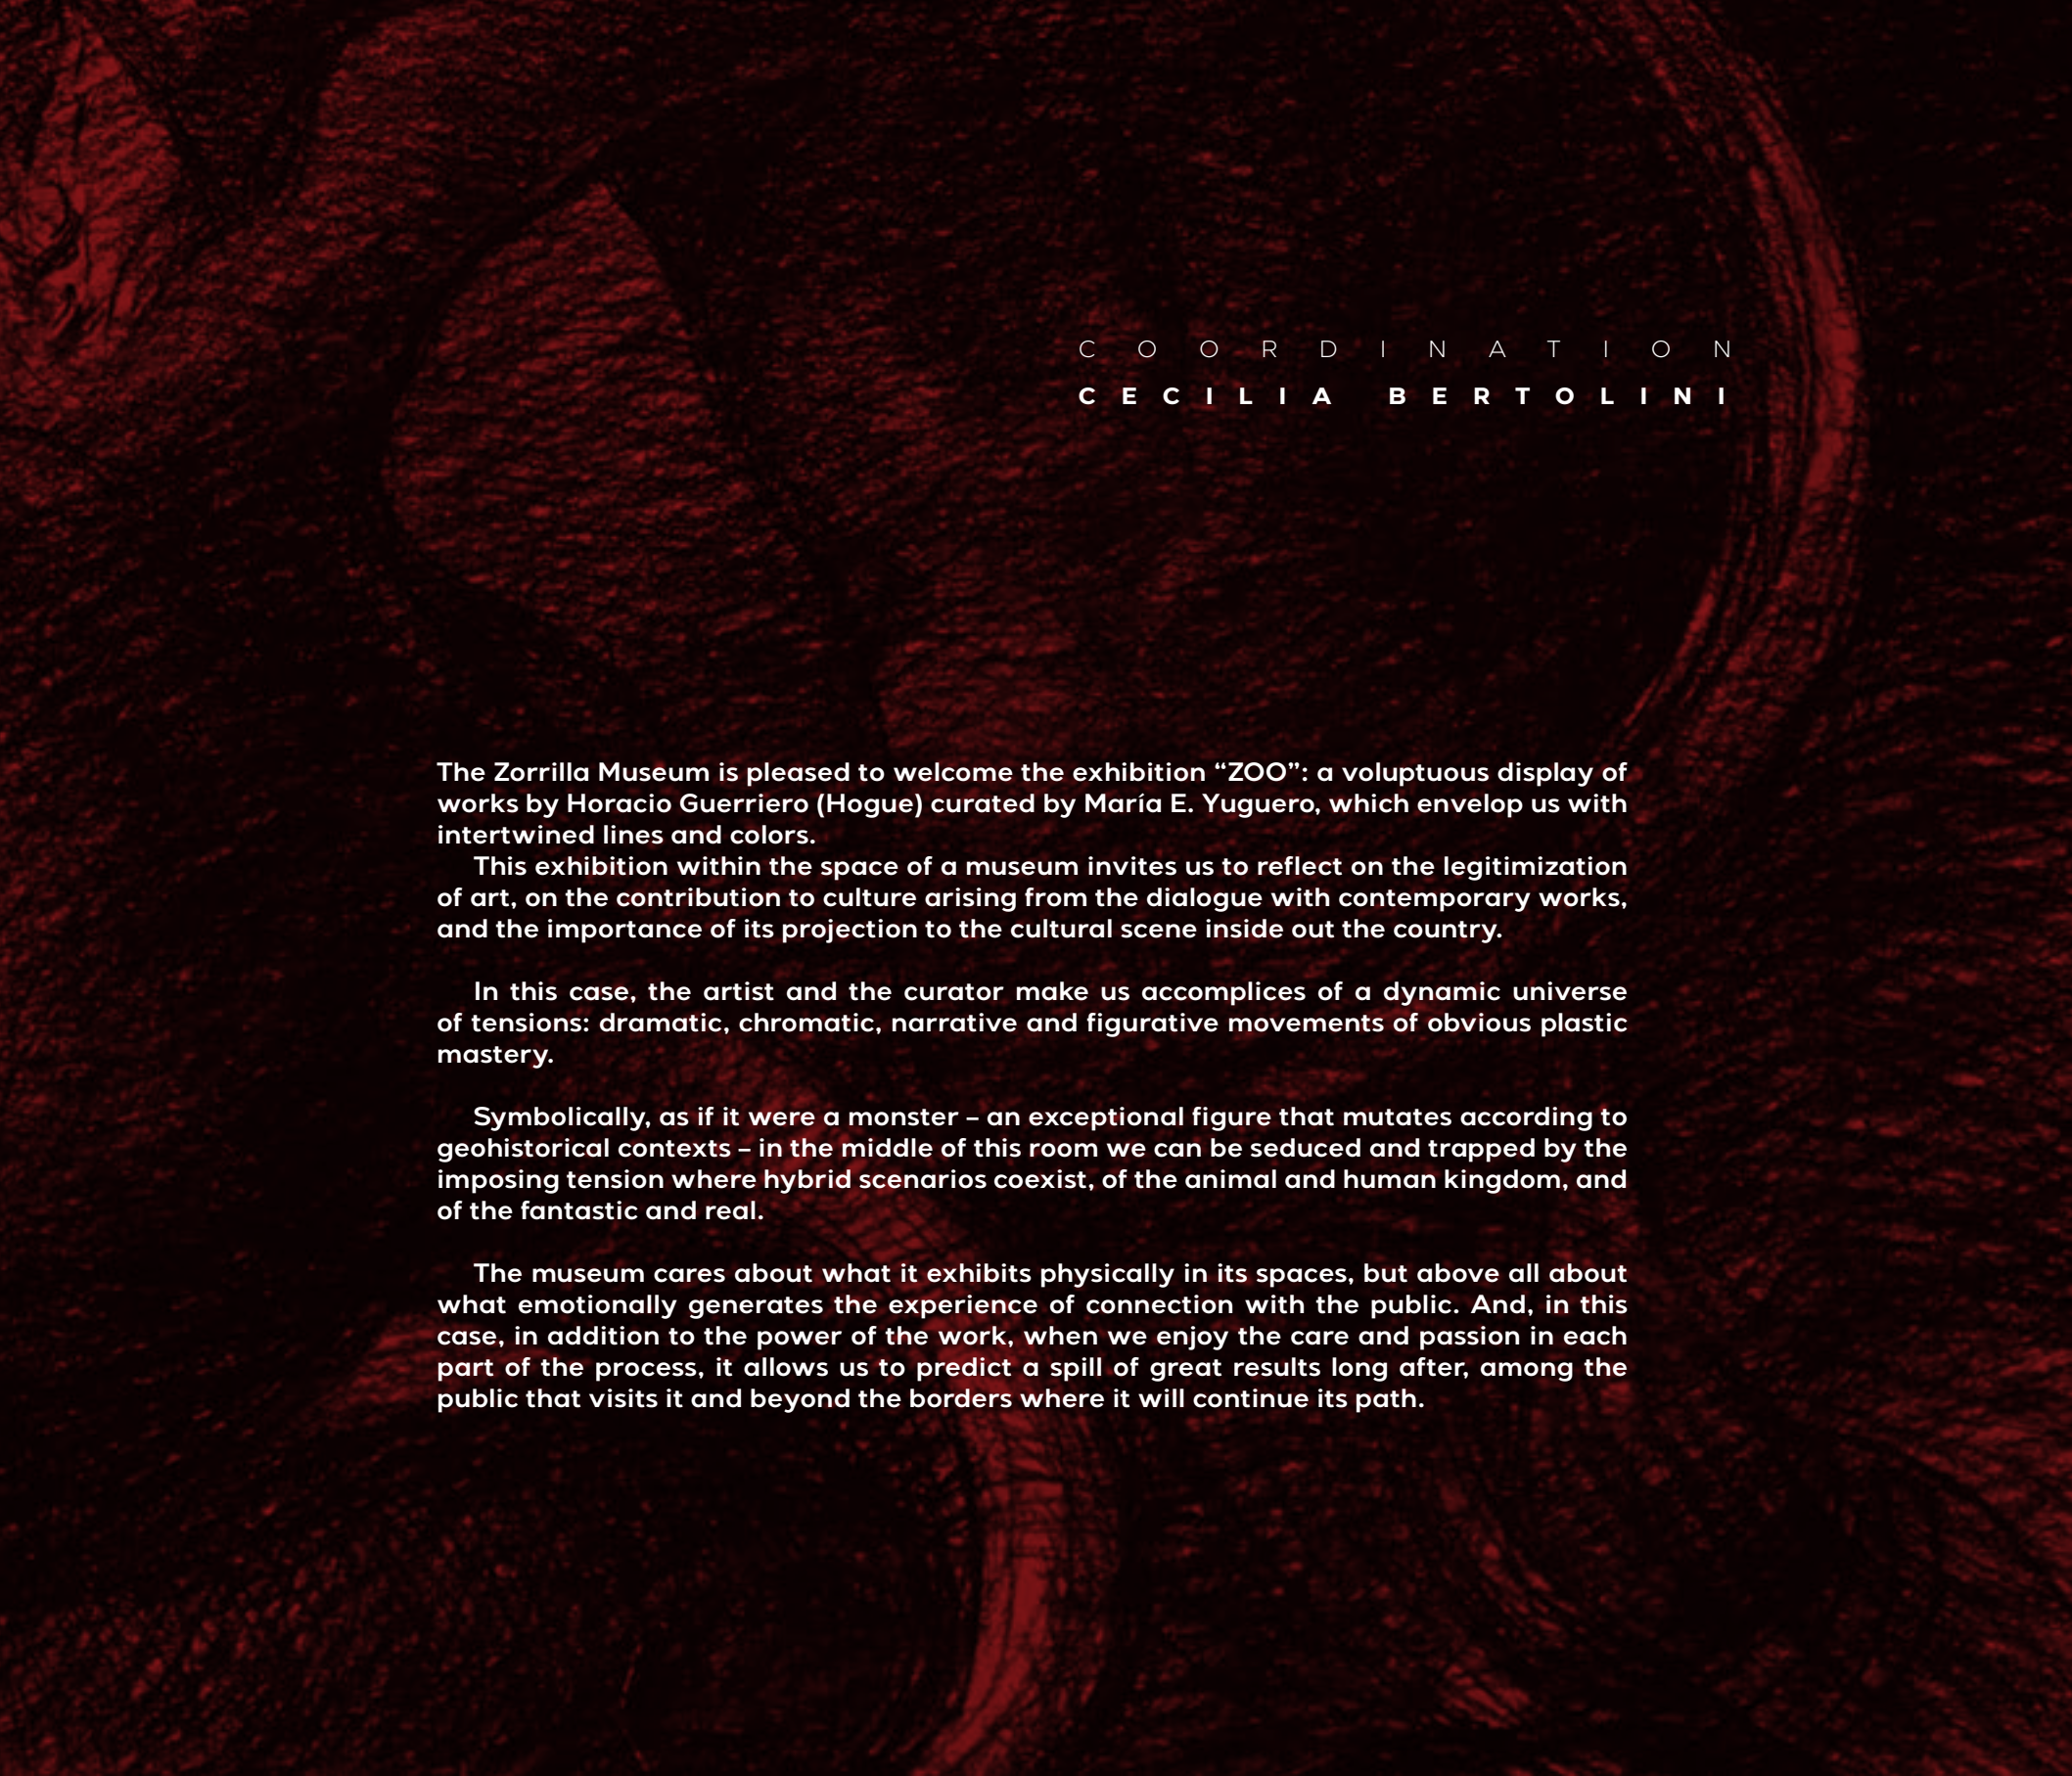 COORDINATION
CECILIA BERTOLINI
The Zorrilla Museum is pleased to welcome the exhibition “ZOO”: a voluptuous display of
works by Horacio Guerriero (Hogue) curated by María E. Yuguero, which envelop us with
intertwined lines and colors.
This exhibition within the space of a museum invites us to reflect on the legitimization
of art, on the contribution to culture arising from the dialogue with contemporary works,
and the importance of its projection to the cultural scene inside out the country.
In this case, the artist and the curator make us accomplices of a dynamic universe
of tensions: dramatic, chromatic, narrative and figurative movements of obvious plastic
mastery.
Symbolically, as if it were a monster – an exceptional figure that mutates according to
geohistorical contexts – in the middle of this room we can be seduced and trapped by the
imposing tension where hybrid scenarios coexist, of the animal and human kingdom, and
of the fantastic and real.
The museum cares about what it exhibits physically in its spaces, but above all about
what emotionally generates the experience of connection with the public. And, in this
case, in addition to the power of the work, when we enjoy the care and passion in each
part of the process, it allows us to predict a spill of great results long after, among the
public that visits it and beyond the borders where it will continue its path.